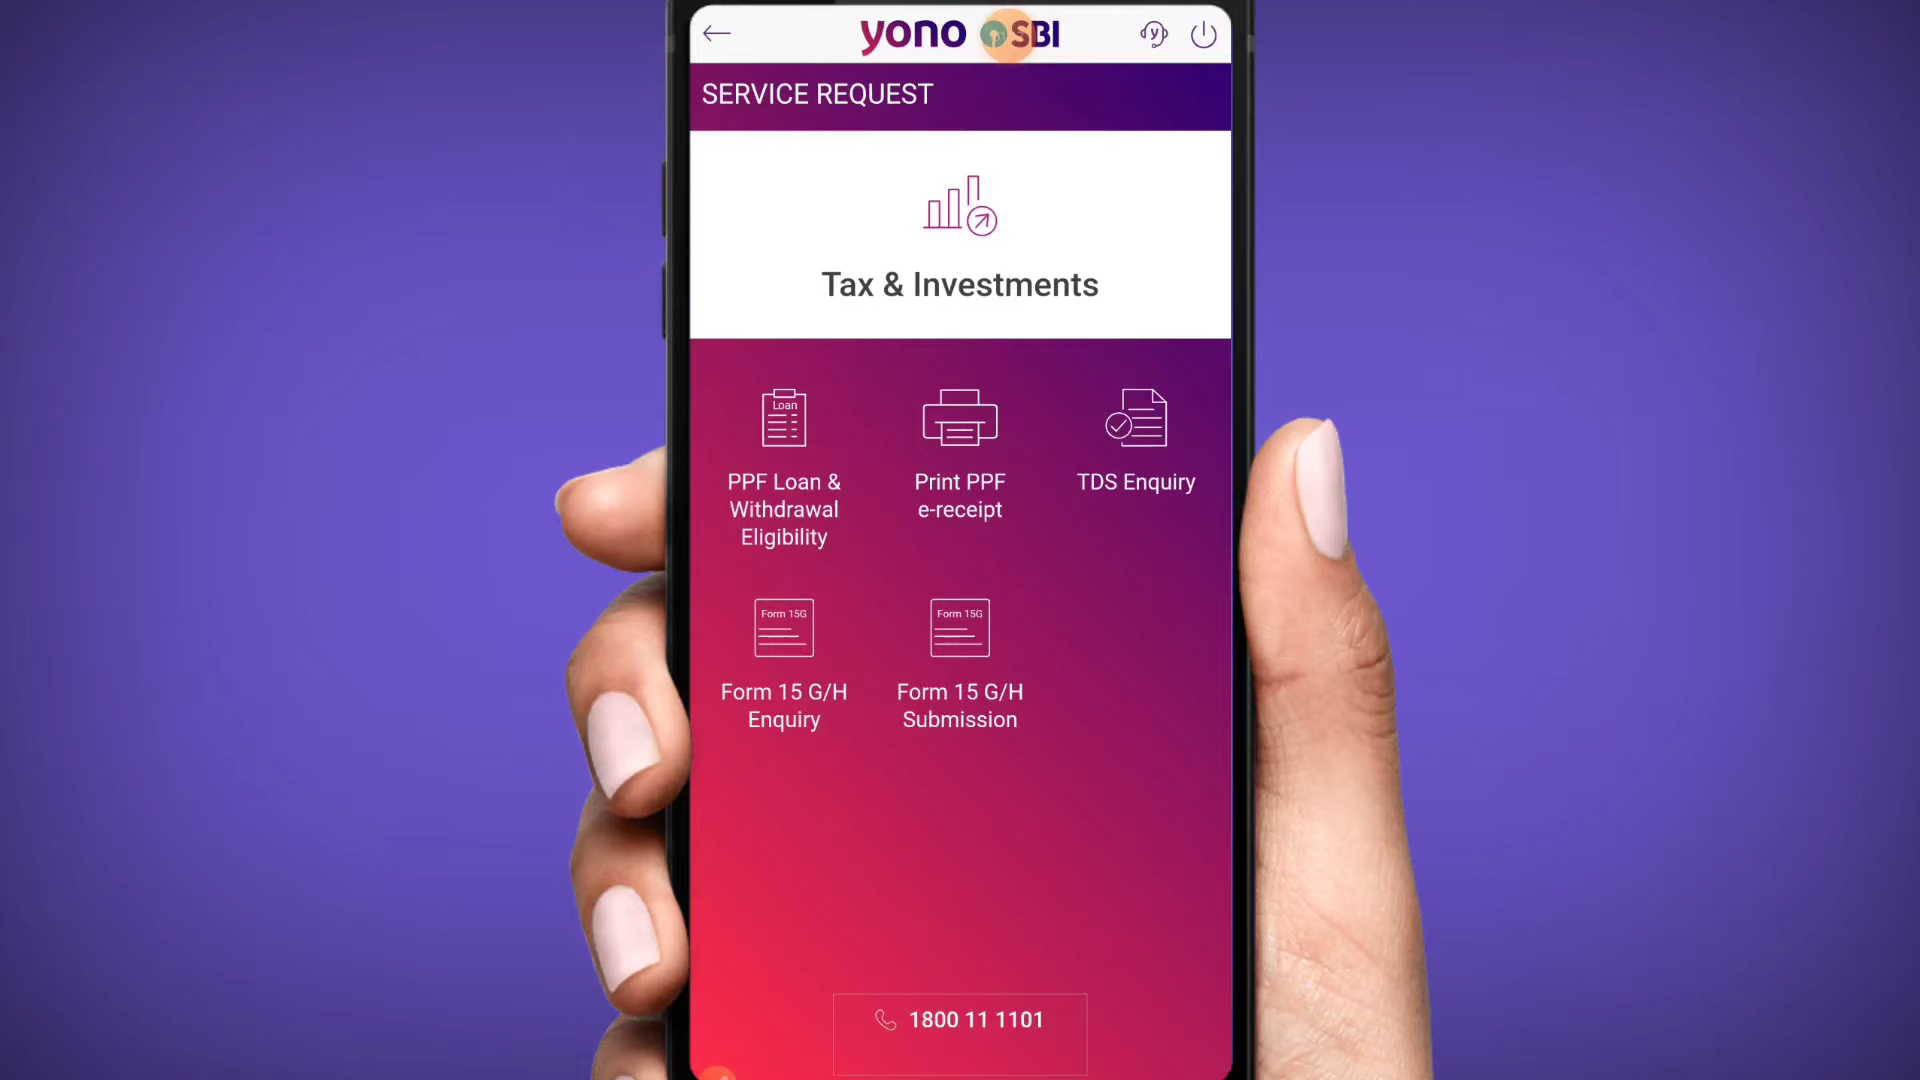 yono SBI
SERVICE REQUEST
Tax & Investments
Loan
PPF Loan &
Withdrawal
Eligibility
Print PPF
e-receipt
TDS Enquiry
Form 15G
Form 15 G/H
Enquiry
Form 15G
Form 15 G/H
Submission
1800 11 1101